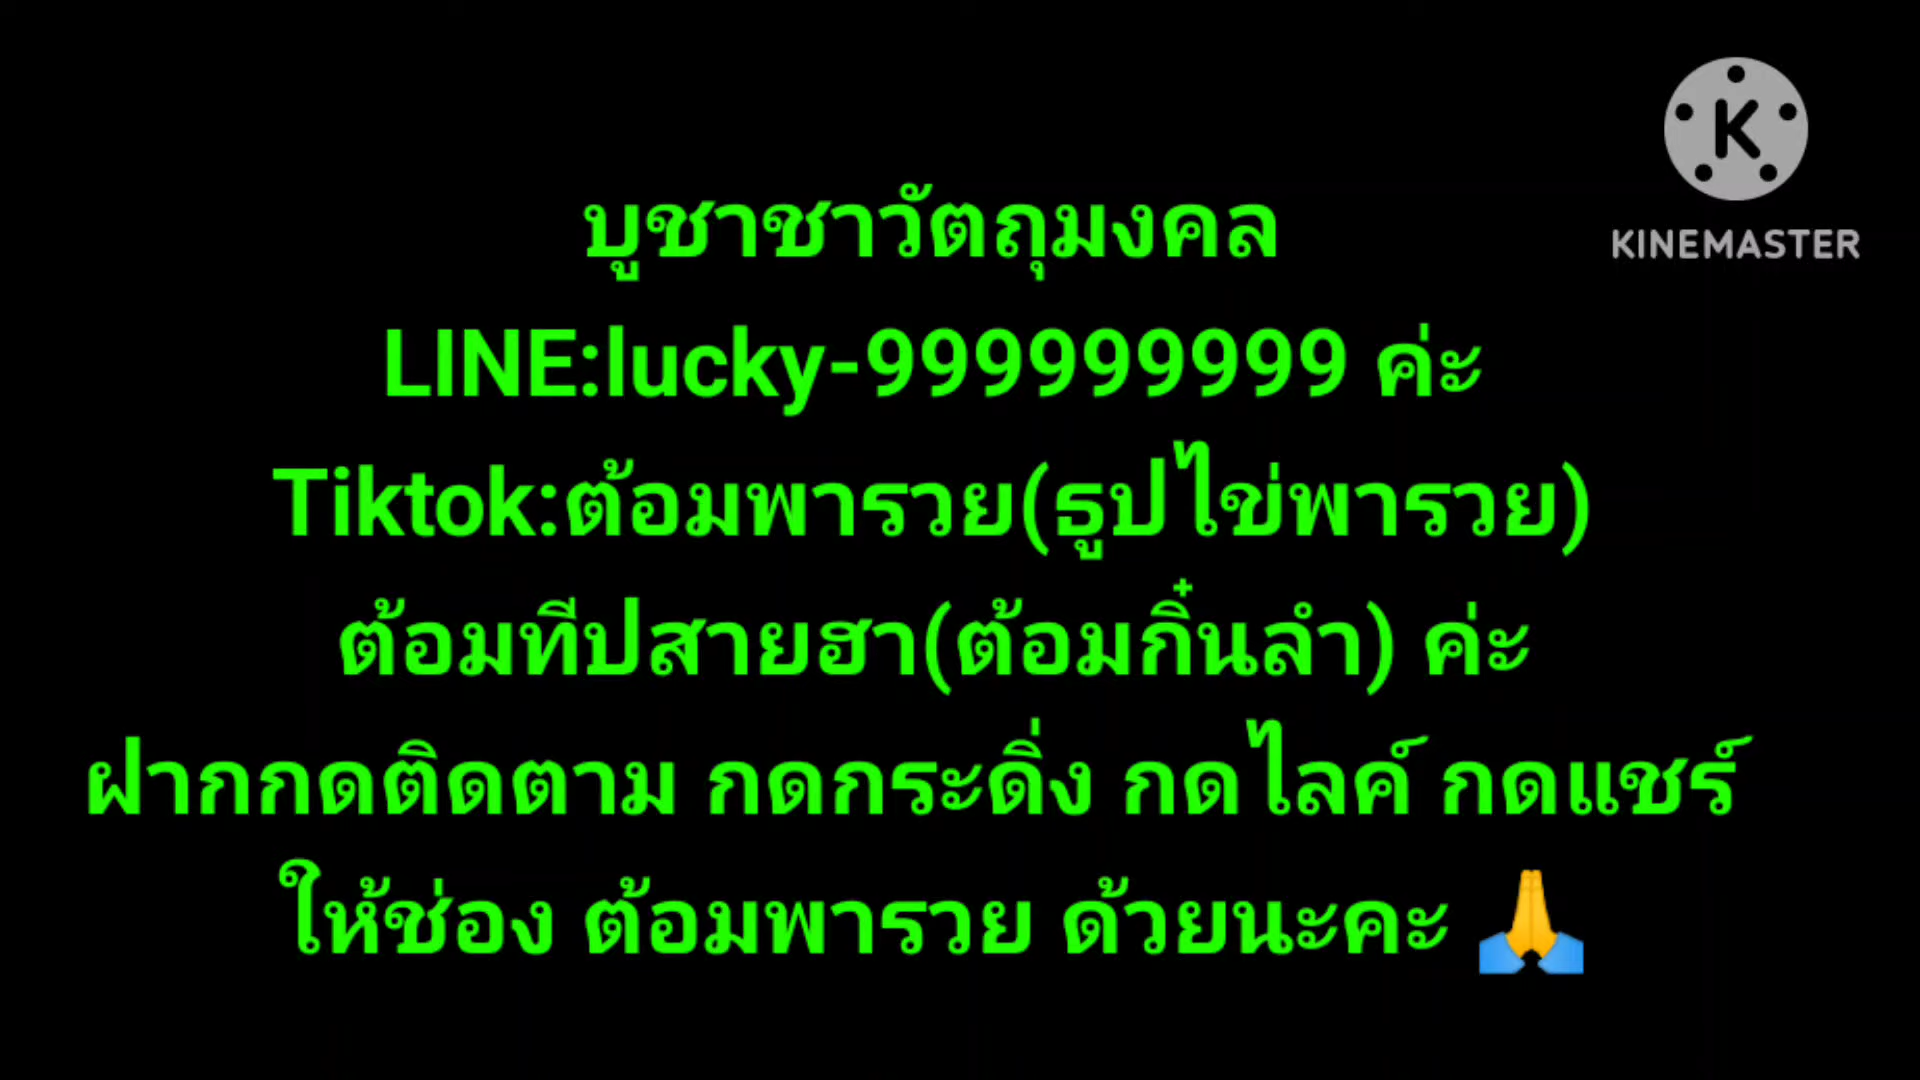 บูชาชาวัตถุมงคล
LINE:lucky-999999999 ค่ะ
Tiktok:ต้อมพารวย(ธูปไข่พารวย)
ต้อมทีปสายฮา(ต้อมกิ๋นลำ) ค่ะ
ฝากกดติดตาม กดกระดิ่ง กดไลค์ กดแชร์
ให้ช่อง ต้อมพารวย ด้วยนะคะ 🙏
K
KINEMASTER